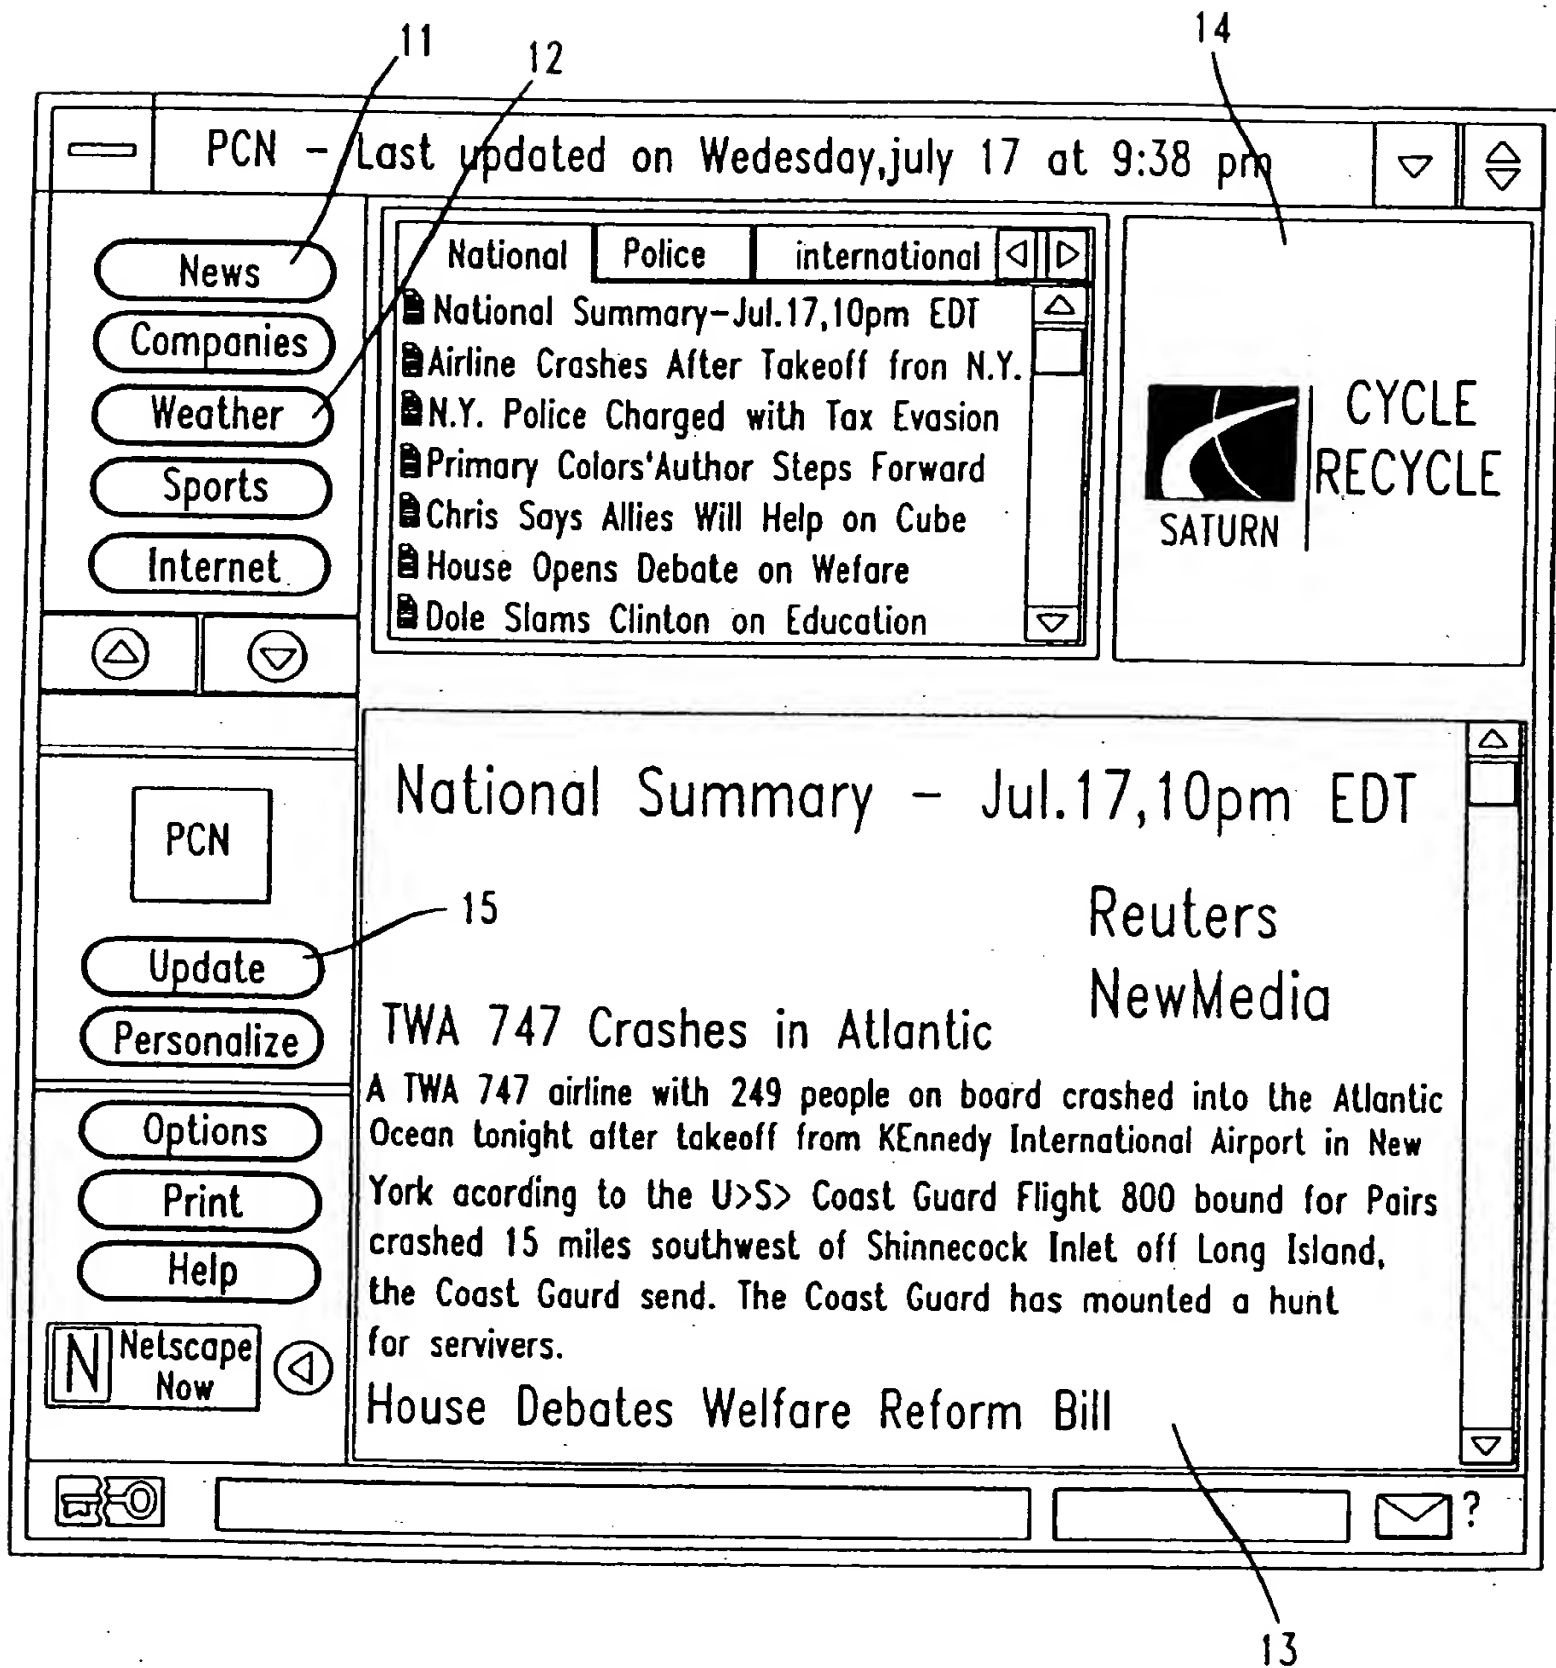 11
12
14
PCN - Last updated on Wedesday,july 17 at 9:38 pm
News
Companies
Weather
Sports
Internet
National Police international
National Summary-Jul.17,10pm EDT
Airline Crashes After Takeoff fron N.Y.
N.Y. Police Charged with Tax Evasion
Primary Colors'Author Steps Forward
Chris Says Allies Will Help on Cube
House Opens Debate on Wefare
Dole Slams Clinton on Education
CYCLE
RECYCLE
SATURN
PCN
15
Update
Personalize
Options
Print
Help
N Netscape
Now
National Summary - Jul.17,10pm EDT
Reuters
NewMedia
TWA 747 Crashes in Atlantic
A TWA 747 airline with 249 people on board crashed into the Atlantic
Ocean tonight after takeoff from KEnnedy International Airport in New
York acording to the U>S> Coast Guard Flight 800 bound for Pairs
crashed 15 miles southwest of Shinnecock Inlet off Long Island,
the Coast Gaurd send. The Coast Guard has mounted a hunt
for servivers.
House Debates Welfare Reform Bill
?
13